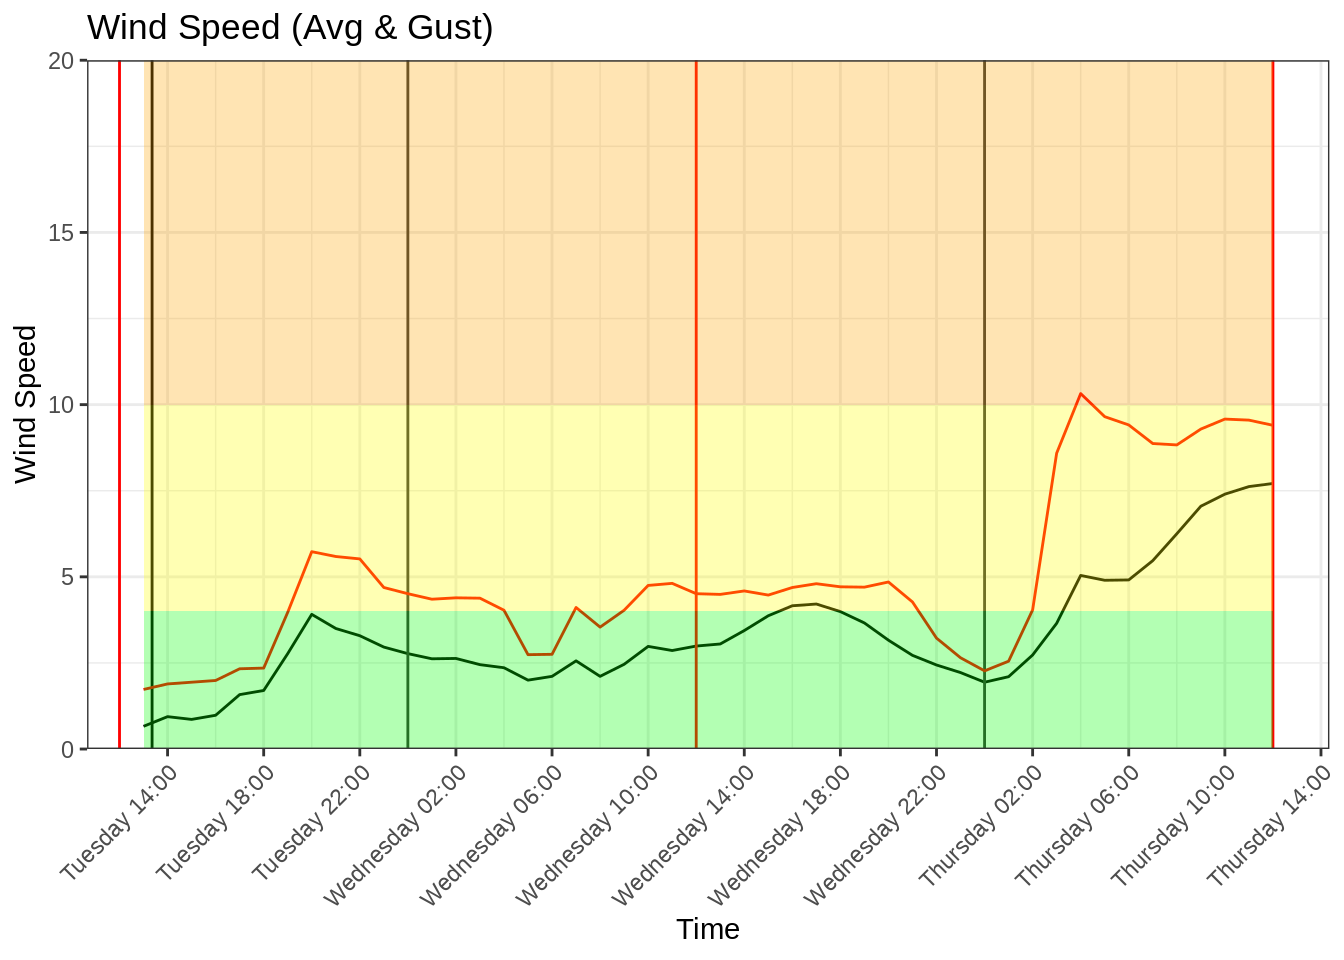 Wind Speed (Avg & Gust)
20
15
10
5
0
Wind Speed
Tuesday 14:00
Tuesday 18:00
Tuesday 22:00
Wednesday 02:00
Wednesday 06:00
Wednesday 10:00
Wednesday 14:00
Wednesday 18:00
Wednesday 22:00
Thursday 02:00
Thursday 06:00
Thursday 10:00
Thursday 14:00
Time